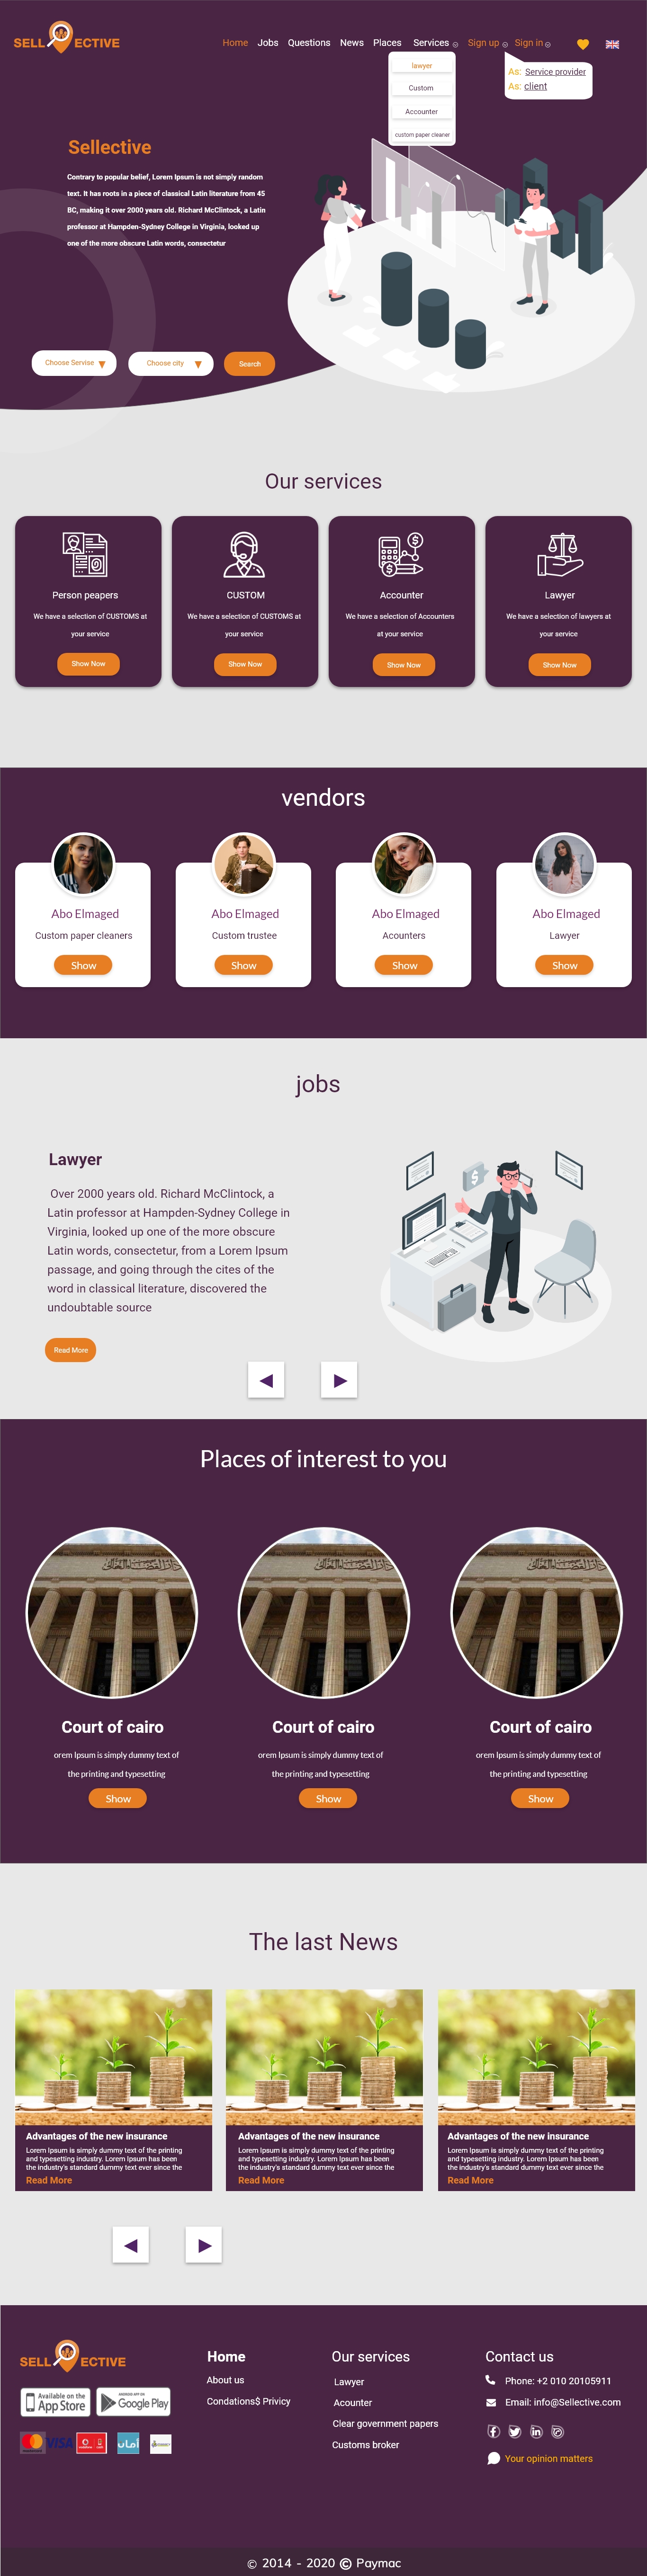 SELLECTIVE
Home Jobs Questions News Places Services Sign up Sign in
lawyer
Custom
Accounter
custom paper cleaner
As: Service provider
As: client
Sellective
Contrary to popular belief, Lorem Ipsum is not simply random
text. It has roots in a piece of classical Latin literature from 45
BC, making it over 2000 years old. Richard McClintock, a Latin
professor at Hampden-Sydney College in Virginia, looked up
one of the more obscure Latin words, consectetur
Choose Servise ▼ Choose city ▼ Search
Our services
Person peapers
We have a selection of CUSTOMS at
your service
Show Now
CUSTOM
We have a selection of CUSTOMS at
your service
Show Now
Accounter
We have a selection of Accounters
at your service
Show Now
Lawyer
We have a selection of lawyers at
your service
Show Now
vendors
Abo Elmaged
Custom paper cleaners
Show
Abo Elmaged
Custom trustee
Show
Abo Elmaged
Acounters
Show
Abo Elmaged
Lawyer
Show
jobs
Lawyer
Over 2000 years old. Richard McClintock, a
Latin professor at Hampden-Sydney College in
Virginia, looked up one of the more obscure
Latin words, consectetur, from a Lorem Ipsum
passage, and going through the cites of the
word in classical literature, discovered the
undoubtable source
Read More
Places of interest to you
Court of cairo
orem Ipsum is simply dummy text of
the printing and typesetting
Show
Court of cairo
orem Ipsum is simply dummy text of
the printing and typesetting
Show
Court of cairo
orem Ipsum is simply dummy text of
the printing and typesetting
Show
The last News
Advantages of the new insurance
Lorem Ipsum is simply dummy text of the printing
and typesetting industry. Lorem Ipsum has been
the industry's standard dummy text ever since the
Read More
Advantages of the new insurance
Lorem Ipsum is simply dummy text of the printing
and typesetting industry. Lorem Ipsum has been
the industry's standard dummy text ever since the
Read More
Advantages of the new insurance
Lorem Ipsum is simply dummy text of the printing
and typesetting industry. Lorem Ipsum has been
the industry's standard dummy text ever since the
Read More
SELLECTIVE
Available on the
App Store
ANDROID APP ON
Google Play
VISA
أمان
Home
About us
Conditions$ Privicy
Our services
Lawyer
Acounter
Clear government papers
Customs broker
Contact us
Phone: +2 010 20105911
Email: info@Sellective.com
Your opinion matters
© 2014 - 2020 © Paymac